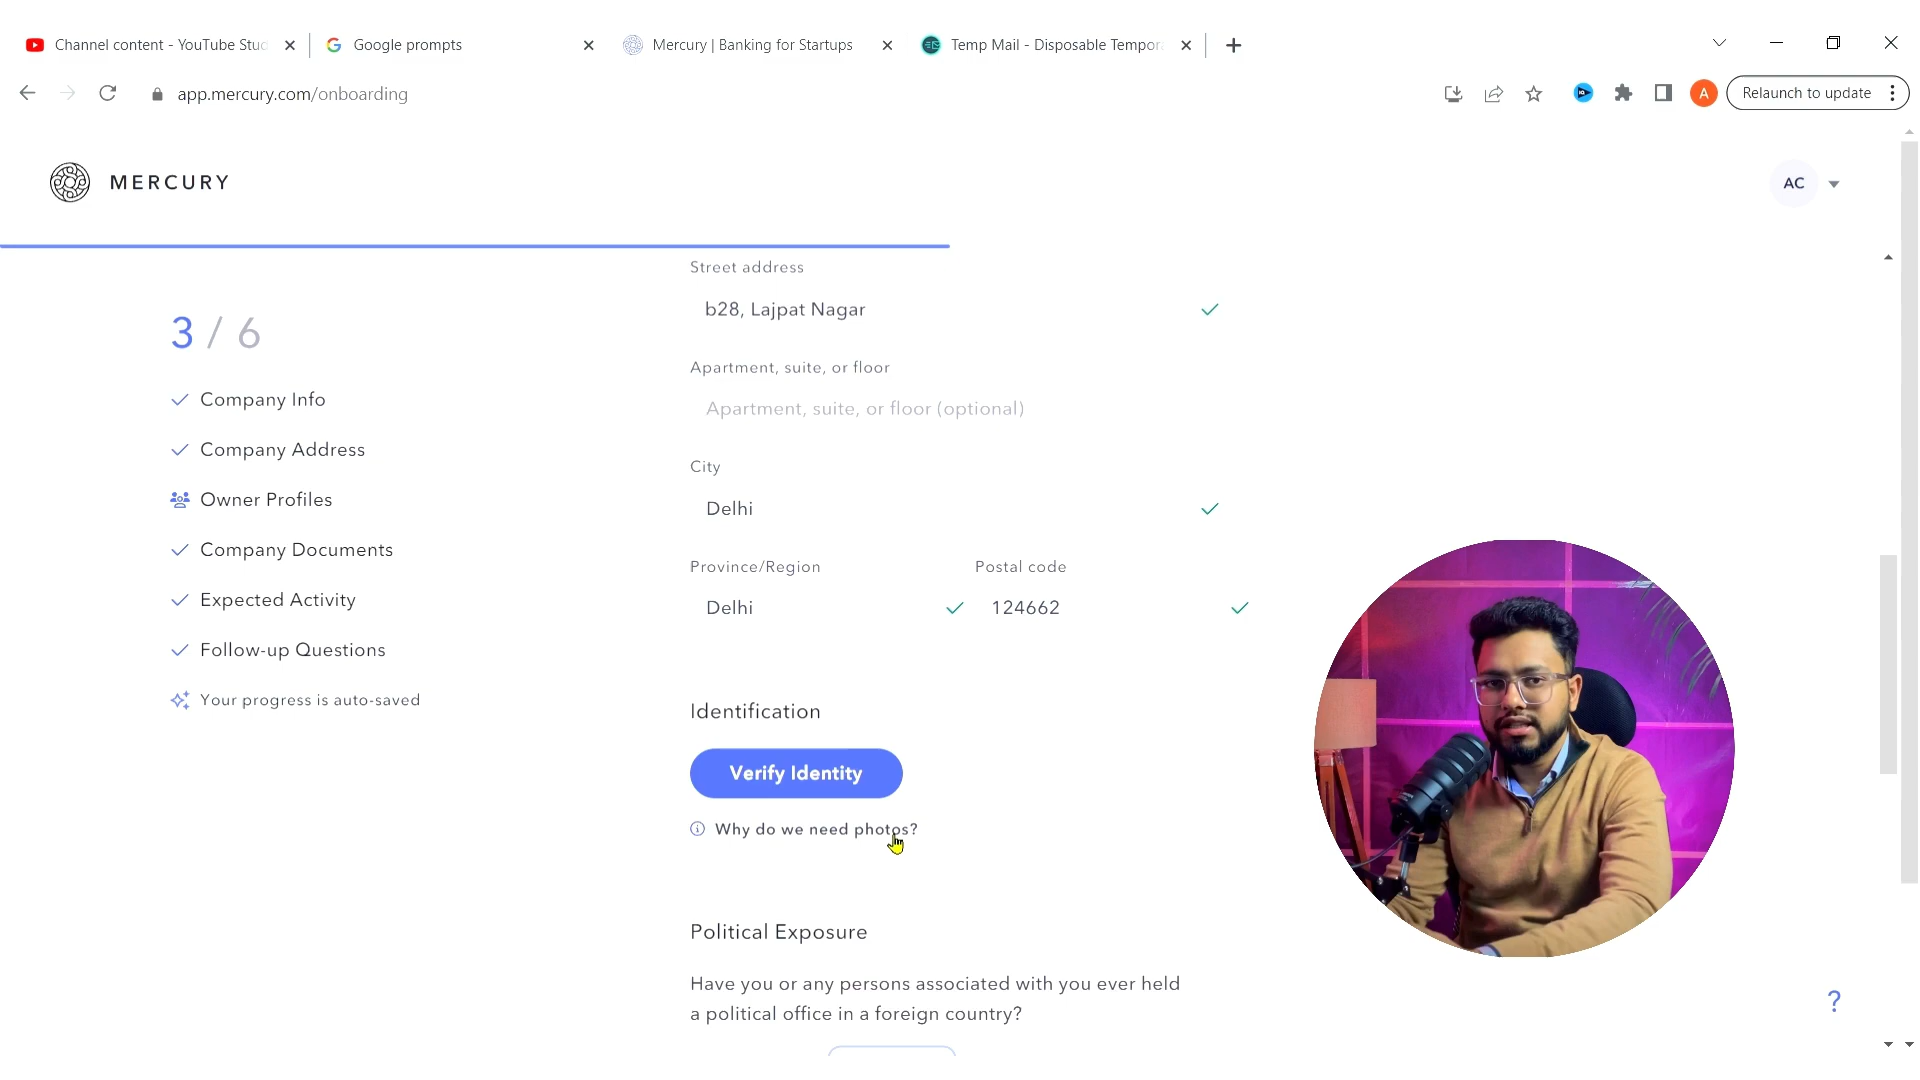 Channel content - YouTube Stud
Google prompts
Mercury | Banking for Startups
Temp Mail - Disposable Tempora
app.mercury.com/onboarding
A
Relaunch to update
MERCURY
AC
3 / 6
Company Info
Company Address
Owner Profiles
Company Documents
Expected Activity
Follow-up Questions
Your progress is auto-saved
Street address
b28, Lajpat Nagar
Apartment, suite, or floor
Apartment, suite, or floor (optional)
City
Delhi
Province/Region
Postal code
Delhi
124662
Identification
Verify Identity
Why do we need photos?
Political Exposure
Have you or any persons associated with you ever held
a political office in a foreign country?
?